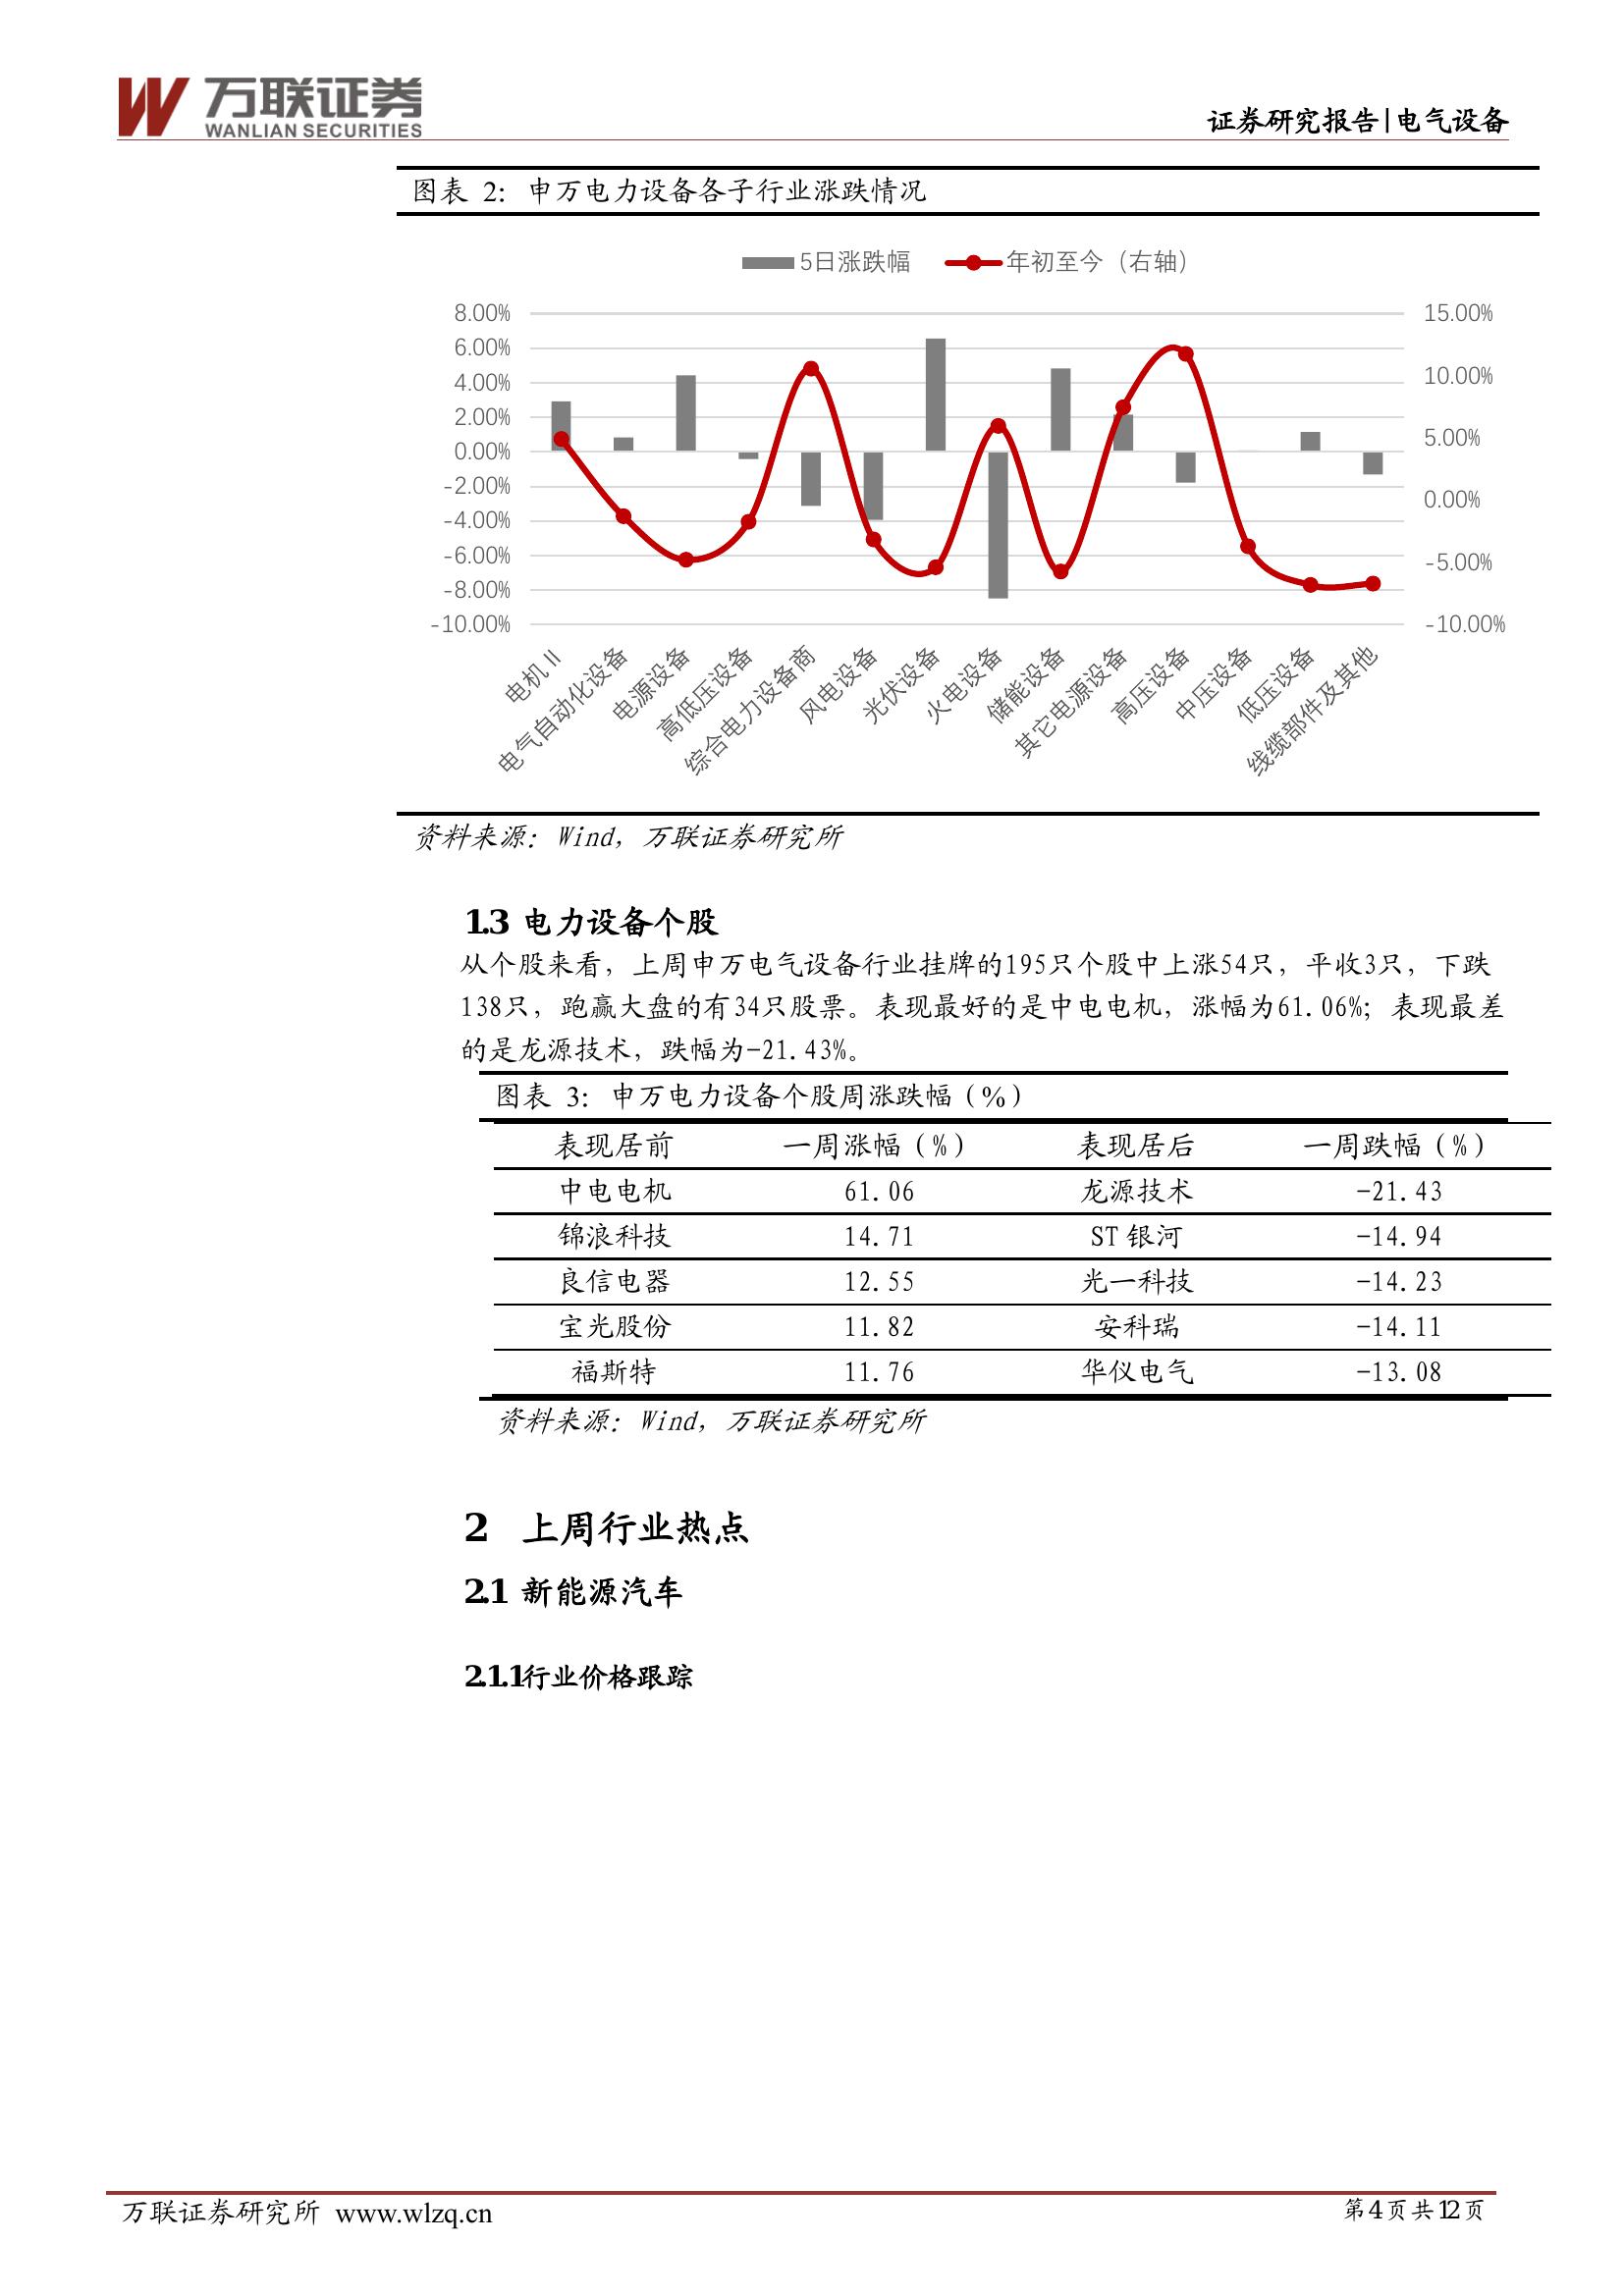 万联证券
WANLIAN SECURITIES
证券研究报告|电气设备
图表 2：申万电力设备各子行业涨跌情况
5日涨跌幅 年初至今（右轴）
8.00% 15.00%
6.00%
4.00% 10.00%
2.00%
0.00% 5.00%
-2.00%
-4.00% 0.00%
-6.00%
-8.00% -5.00%
-10.00% -10.00%
电机Ⅱ
电气自动化设备
电源设备
高低压设备
综合电力设备商
风电设备
光伏设备
火电设备
储能设备
其它电源设备
高压设备
中压设备
低压设备
线缆部件及其他
资料来源：Wind，万联证券研究所
1.3 电力设备个股
从个股来看，上周申万电气设备行业挂牌的195只个股中上涨54只，平收3只，下跌
138只，跑赢大盘的有34只股票。表现最好的是中电电机，涨幅为61.06%；表现最差
的是龙源技术，跌幅为-21.43%。
图表 3：申万电力设备个股周涨跌幅（%）
表现居前 一周涨幅（%） 表现居后 一周跌幅（%）
中电电机 61.06 龙源技术 -21.43
锦浪科技 14.71 ST 银河 -14.94
良信电器 12.55 光一科技 -14.23
宝光股份 11.82 安科瑞 -14.11
福斯特 11.76 华仪电气 -13.08
资料来源：Wind，万联证券研究所
2 上周行业热点
2.1 新能源汽车
2.1.1行业价格跟踪
万联证券研究所 www.wlzq.cn 第4页共12页